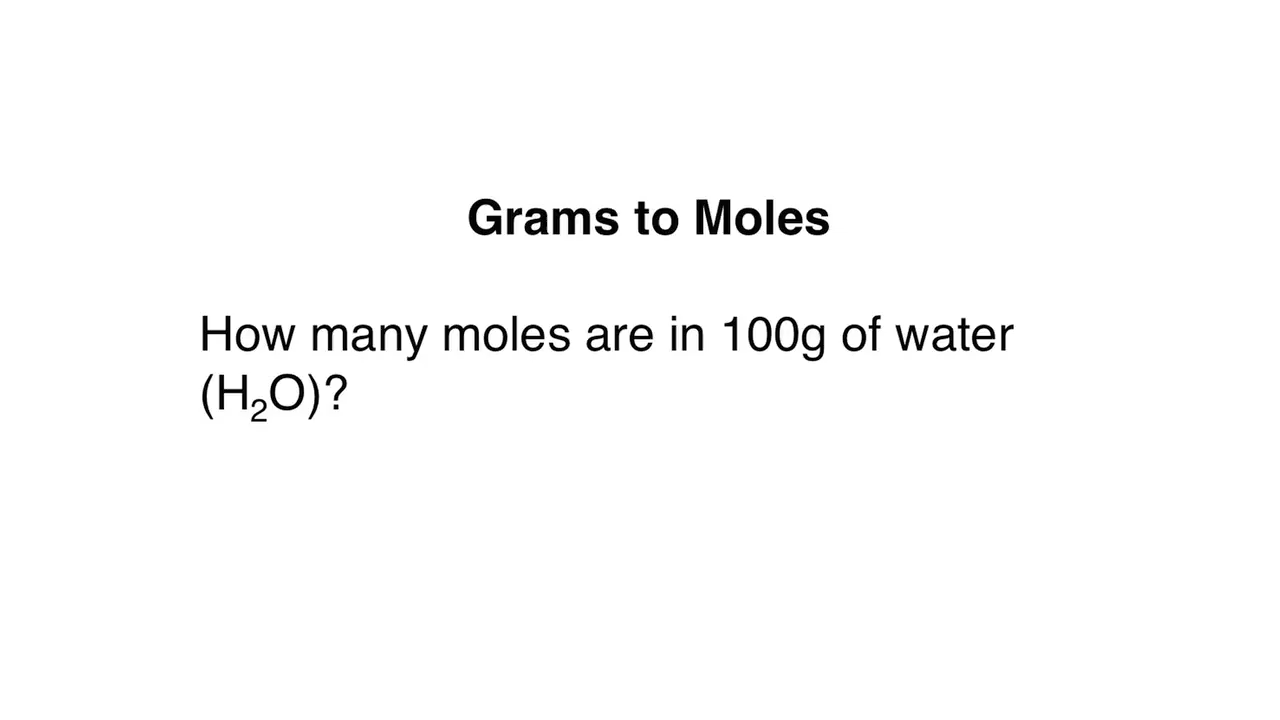 Grams to Moles
How many moles are in 100g of water
(H₂O)?